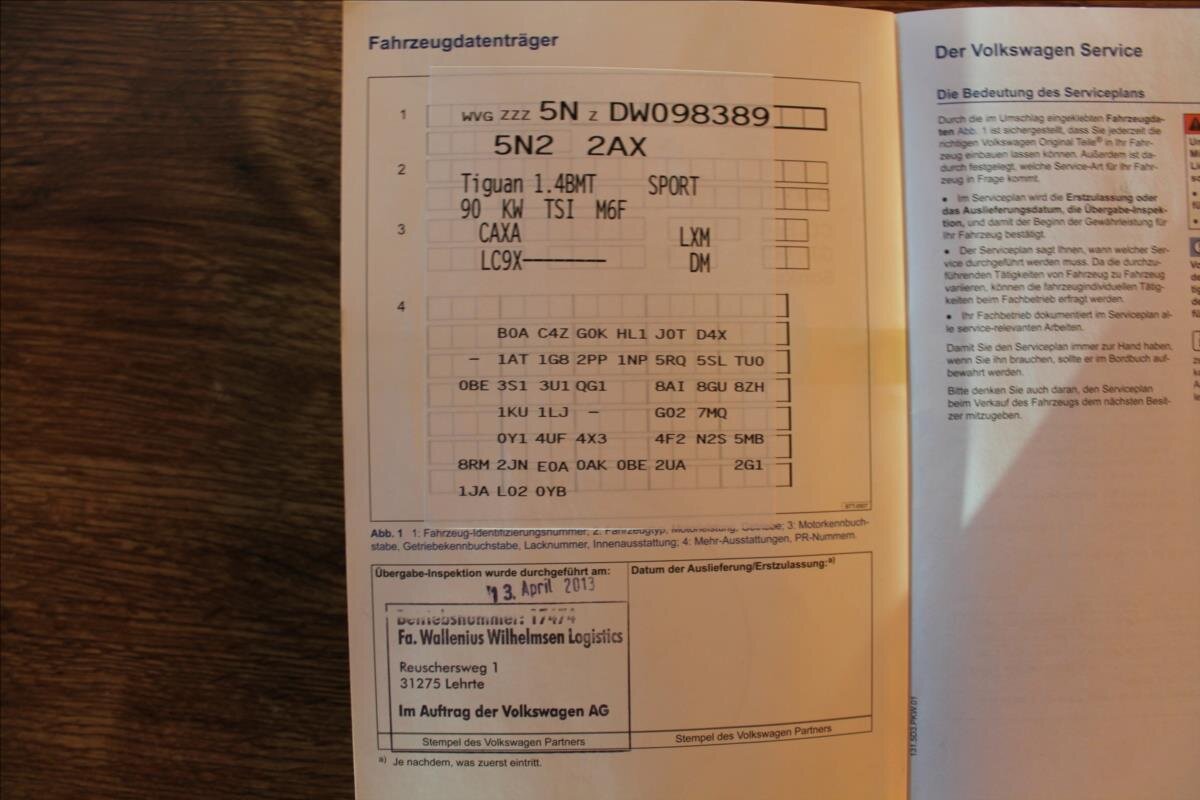 Fahrzeugdatenträger
1 WVG ZZZ 5N Z DW098389
5N2 2AX
2 Tiguan 1.4BMT SPORT
90 KW TSI M6F
3 CAXA LXM
LC9X DM
4
B0A C4Z G0K HL1 J0T D4X
- 1AT 1G8 2PP 1NP 5RQ 5SL TU0
0BE 3S1 3U1 QG1 8AI 8GU 8ZH
1KU 1LJ - G02 7MQ
0Y1 4UF 4X3 4F2 N2S 5MB
8RM 2JN E0A 0AK 0BE 2UA 2G1
1JA L02 0YB
Abb. 1 1: Fahrzeug-Identifizierungsnummer; 2: Fahrzeugtyp, Motorleistung, Getriebe; 3: Motorkennbuch-
stabe, Getriebekennbuchstabe, Lacknummer, Innenausstattung; 4: Mehr-Ausstattungen, PR-Nummern.
Übergabe-Inspektion wurde durchgeführt am:
13. April 2013
Betriebsnummer: 17474
Fa. Wallenius Wilhelmsen Logistics
Reuschersweg 1
31275 Lehrte
Im Auftrag der Volkswagen AG
Stempel des Volkswagen Partners
Datum der Auslieferung/Erstzulassung:a)
Stempel des Volkswagen Partners
a) Je nachdem, was zuerst eintritt.
Der Volkswagen Service
Die Bedeutung des Serviceplans
Durch die im Umschlag eingeklebten Fahrzeugda-
ten Abb. 1 ist sichergestellt, dass Sie jederzeit die
richtigen Volkswagen Original Teile® in Ihr Fahr-
zeug einbauen lassen können. Außerdem ist da-
durch festgelegt, welche Service-Art für Ihr Fahr-
zeug in Frage kommt.
• Im Serviceplan wird die Erstzulassung oder
das Auslieferungsdatum, die Übergabe-Inspek-
tion, und damit der Beginn der Gewährleistung für
Ihr Fahrzeug bestätigt.
• Der Serviceplan sagt Ihnen, wann welcher Ser-
vice durchgeführt werden muss. Da die durchzu-
führenden Tätigkeiten von Fahrzeug zu Fahrzeug
variieren, können die fahrzeugindividuellen Tätig-
keiten beim Fachbetrieb erfragt werden.
• Ihr Fachbetrieb dokumentiert im Serviceplan al-
le service-relevanten Arbeiten.
Damit Sie den Serviceplan immer zur Hand haben,
wenn Sie ihn brauchen, sollte er im Bordbuch auf-
bewahrt werden.
Bitte denken Sie auch daran, den Serviceplan
beim Verkauf des Fahrzeugs dem nächsten Besit-
zer mitzugeben.
131.5D3.PKW.01